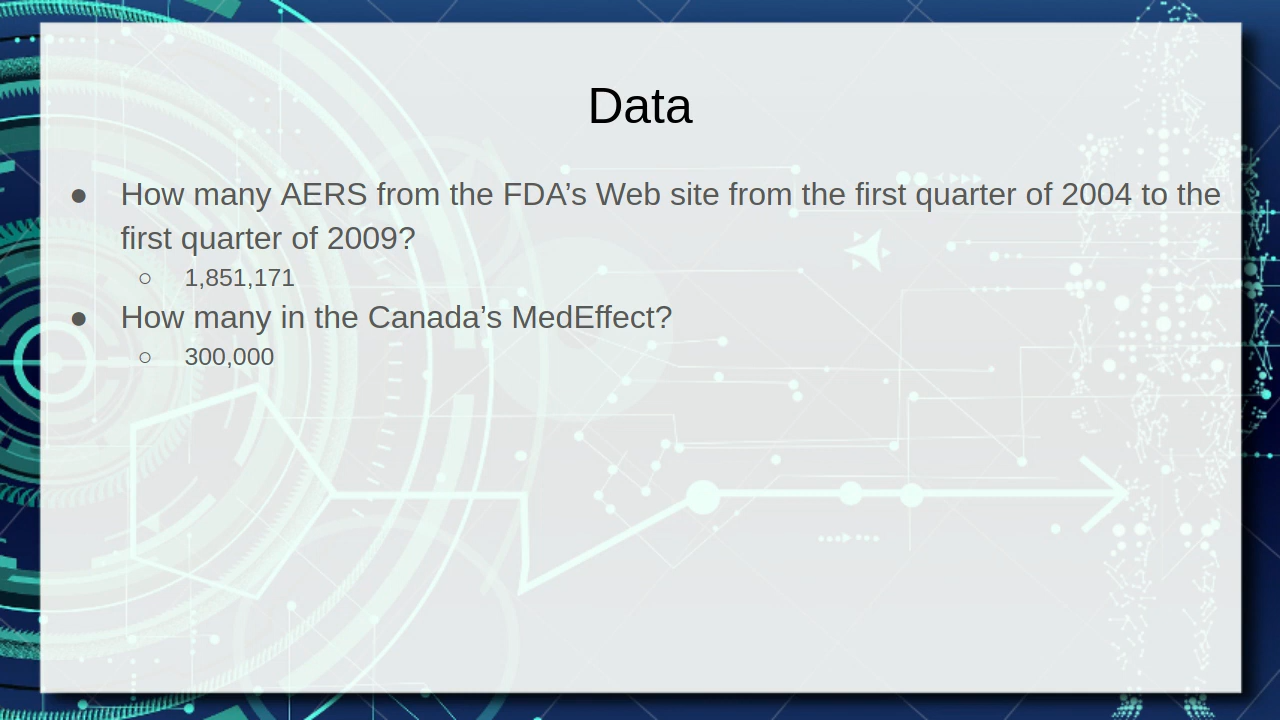 Data
● How many AERS from the FDA’s Web site from the first quarter of 2004 to the
first quarter of 2009?
○ 1,851,171
● How many in the Canada’s MedEffect?
○ 300,000